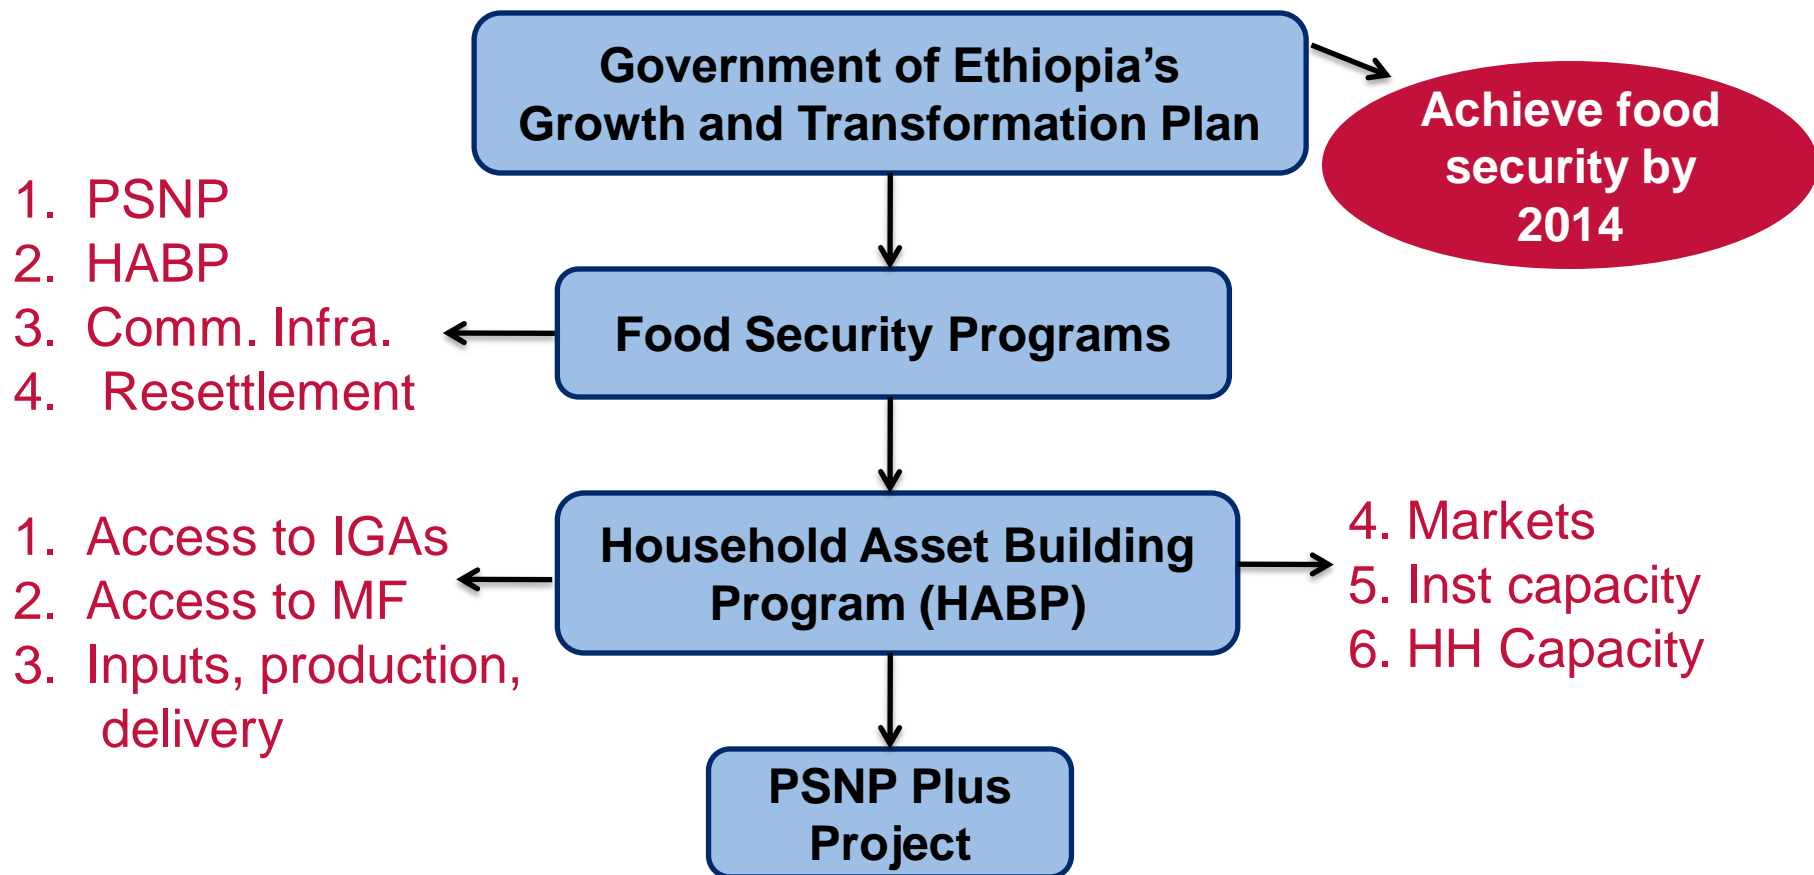 Government of Ethiopia’s
Growth and Transformation Plan
Achieve food
security by
2014
1. PSNP
2. HABP
3. Comm. Infra.
4. Resettlement
Food Security Programs
1. Access to IGAs
2. Access to MF
3. Inputs, production,
delivery
Household Asset Building
Program (HABP)
4. Markets
5. Inst capacity
6. HH Capacity
PSNP Plus
Project